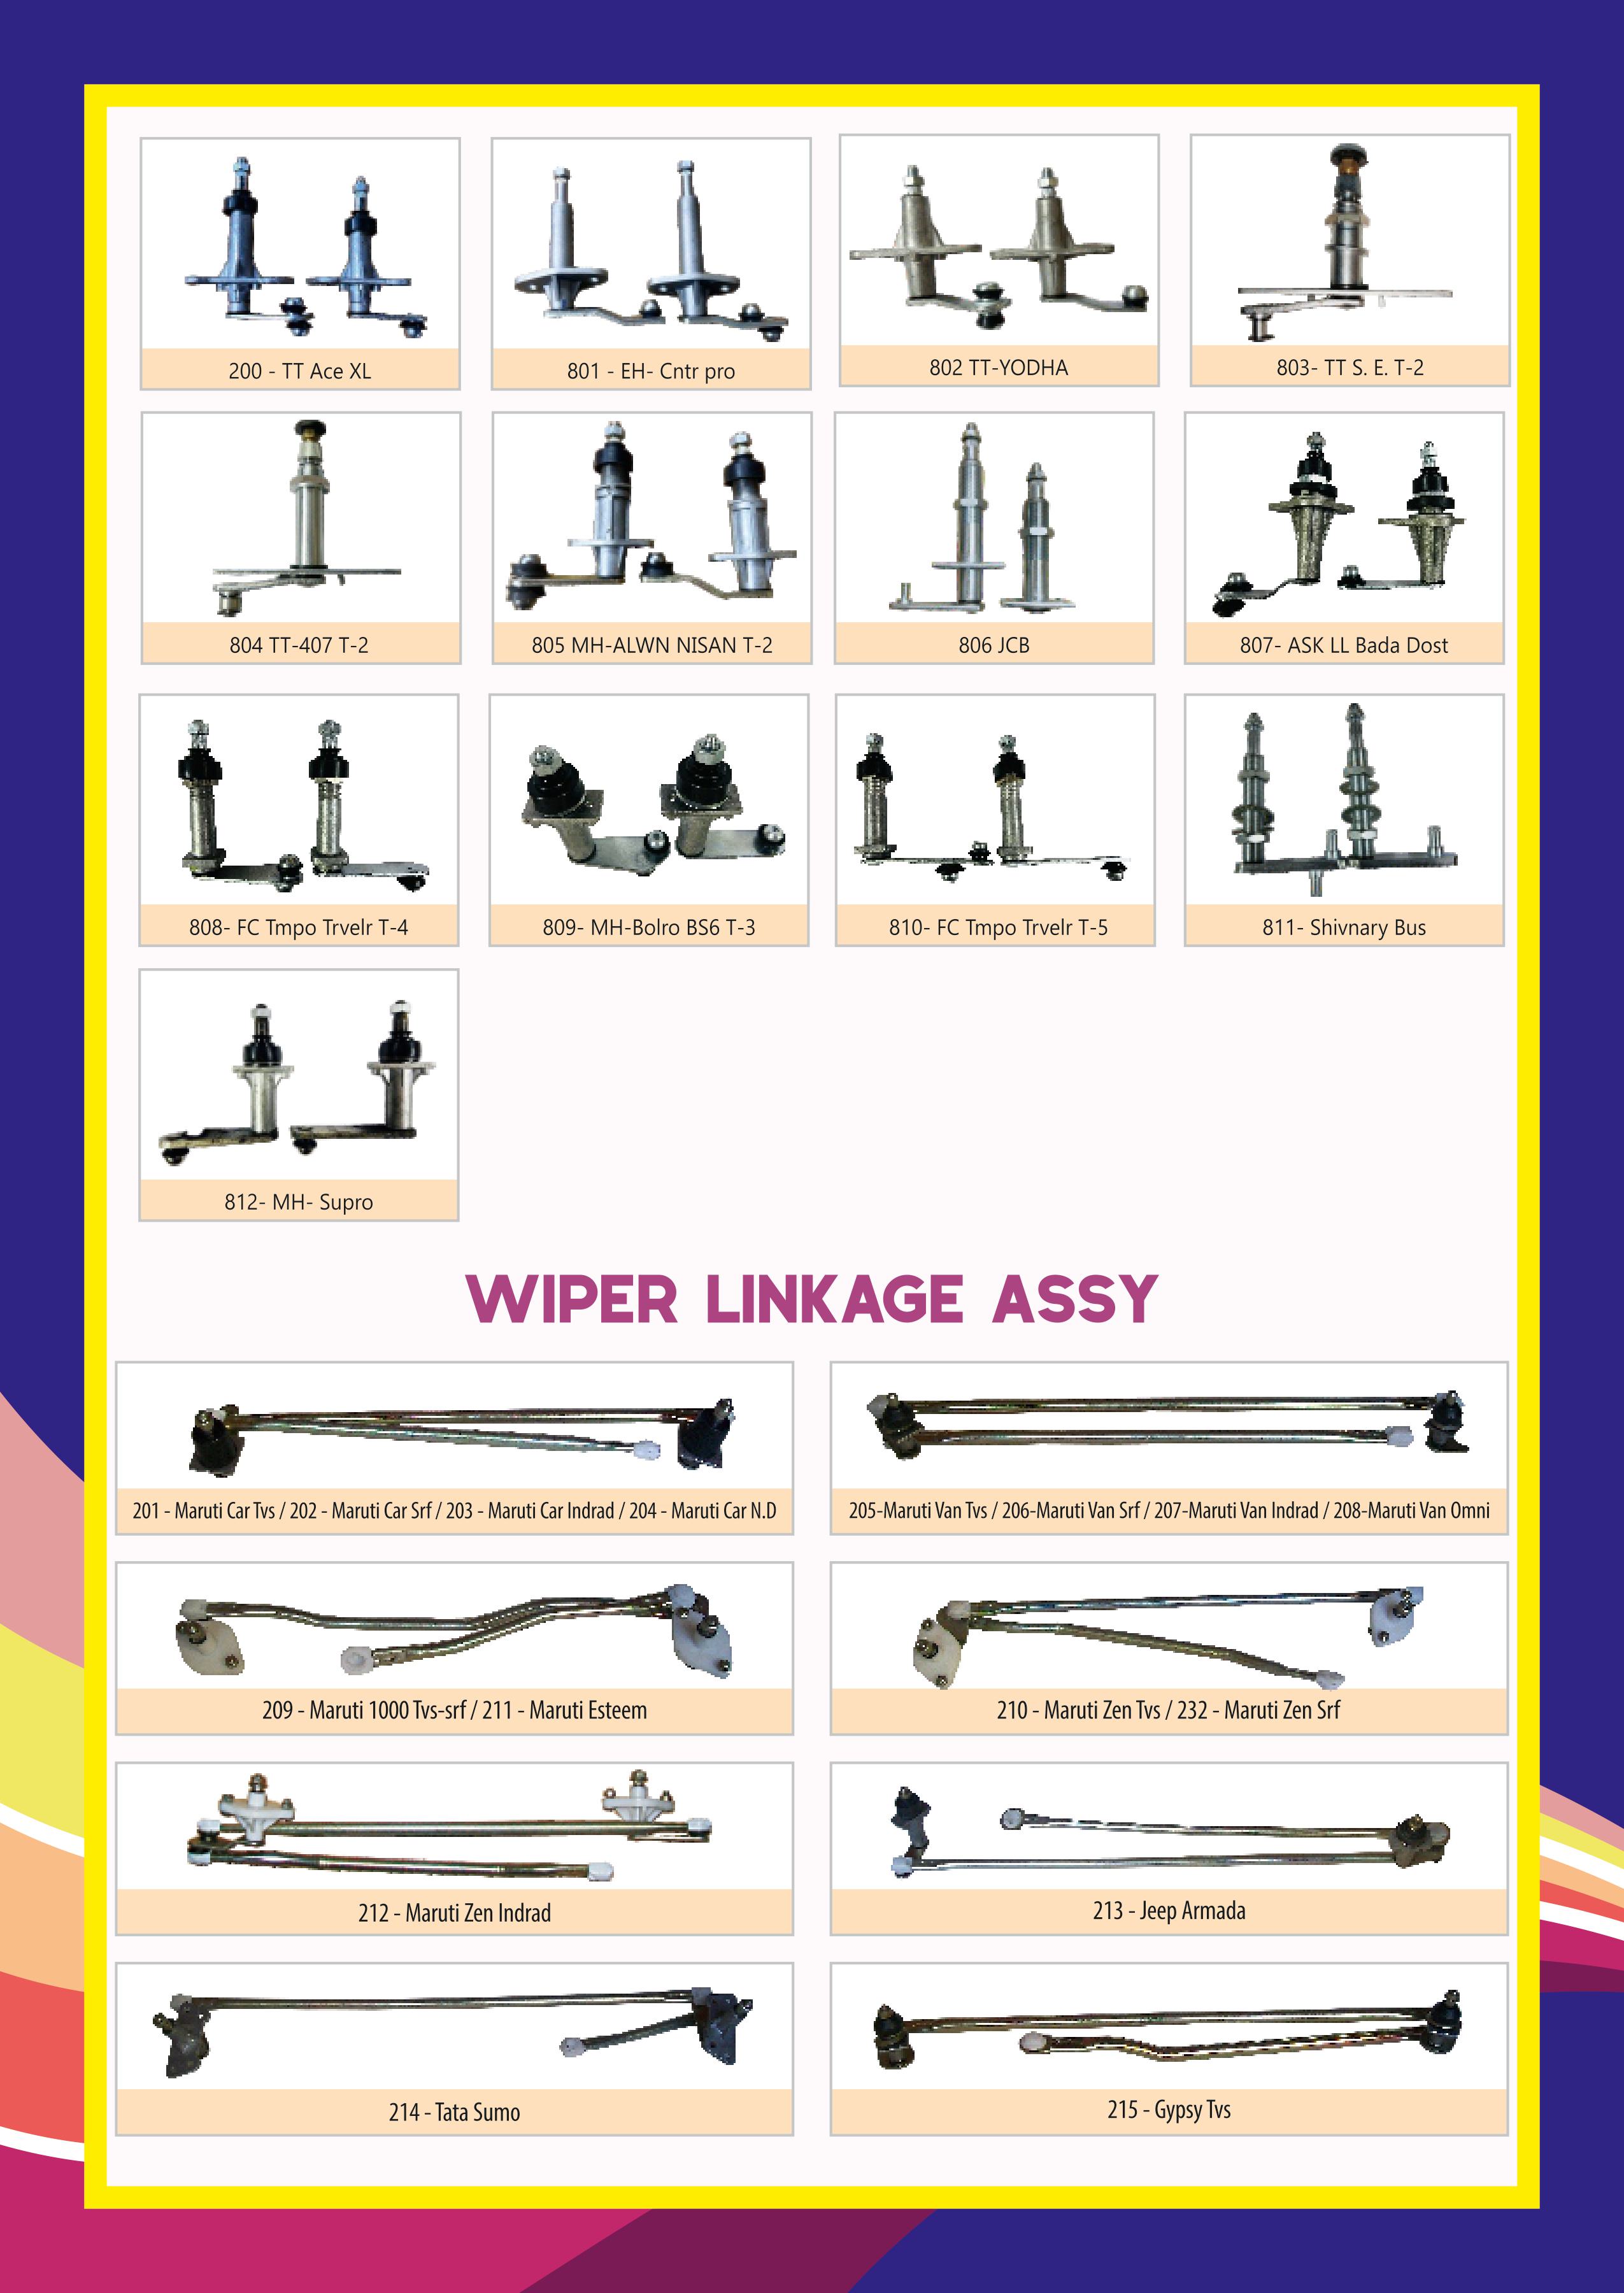 200 - TT Ace XL
801 - EH- Cntr pro
802 TT-YODHA
803- TT S. E. T-2
804 TT-407 T-2
805 MH-ALWN NISAN T-2
806 JCB
807- ASK LL Bada Dost
808- FC Tmpo Trvelr T-4
809- MH-Bolro BS6 T-3
810- FC Tmpo Trvelr T-5
811- Shivnary Bus
812- MH- Supro
WIPER LINKAGE ASSY
201 - Maruti Car Tvs / 202 - Maruti Car Srf / 203 - Maruti Car Indrad / 204 - Maruti Car N.D
205-Maruti Van Tvs / 206-Maruti Van Srf / 207-Maruti Van Indrad / 208-Maruti Van Omni
209 - Maruti 1000 Tvs-srf / 211 - Maruti Esteem
210 - Maruti Zen Tvs / 232 - Maruti Zen Srf
212 - Maruti Zen Indrad
213 - Jeep Armada
214 - Tata Sumo
215 - Gypsy Tvs